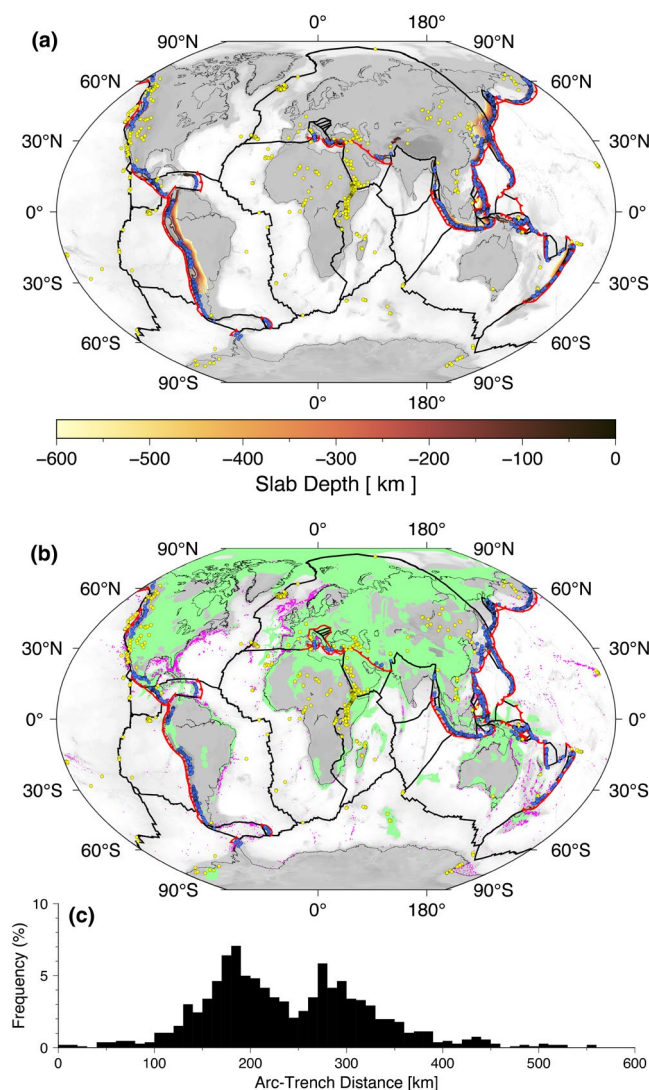 (a)
0° 180°
90°N
60°N
30°N
0°
30°S
60°S
90°S
90°N
60°N
30°N
0°
30°S
60°S
90°S
0° 180°
−600 −500 −400 −300 −200 −100 0
Slab Depth [ km ]
(b)
0° 180°
90°N
60°N
30°N
0°
30°S
60°S
90°S
90°N
60°N
30°N
0°
30°S
60°S
90°S
0° 180°
(c)
10
5
0
Frequency (%)
0 100 200 300 400 500 600
Arc-Trench Distance [km]